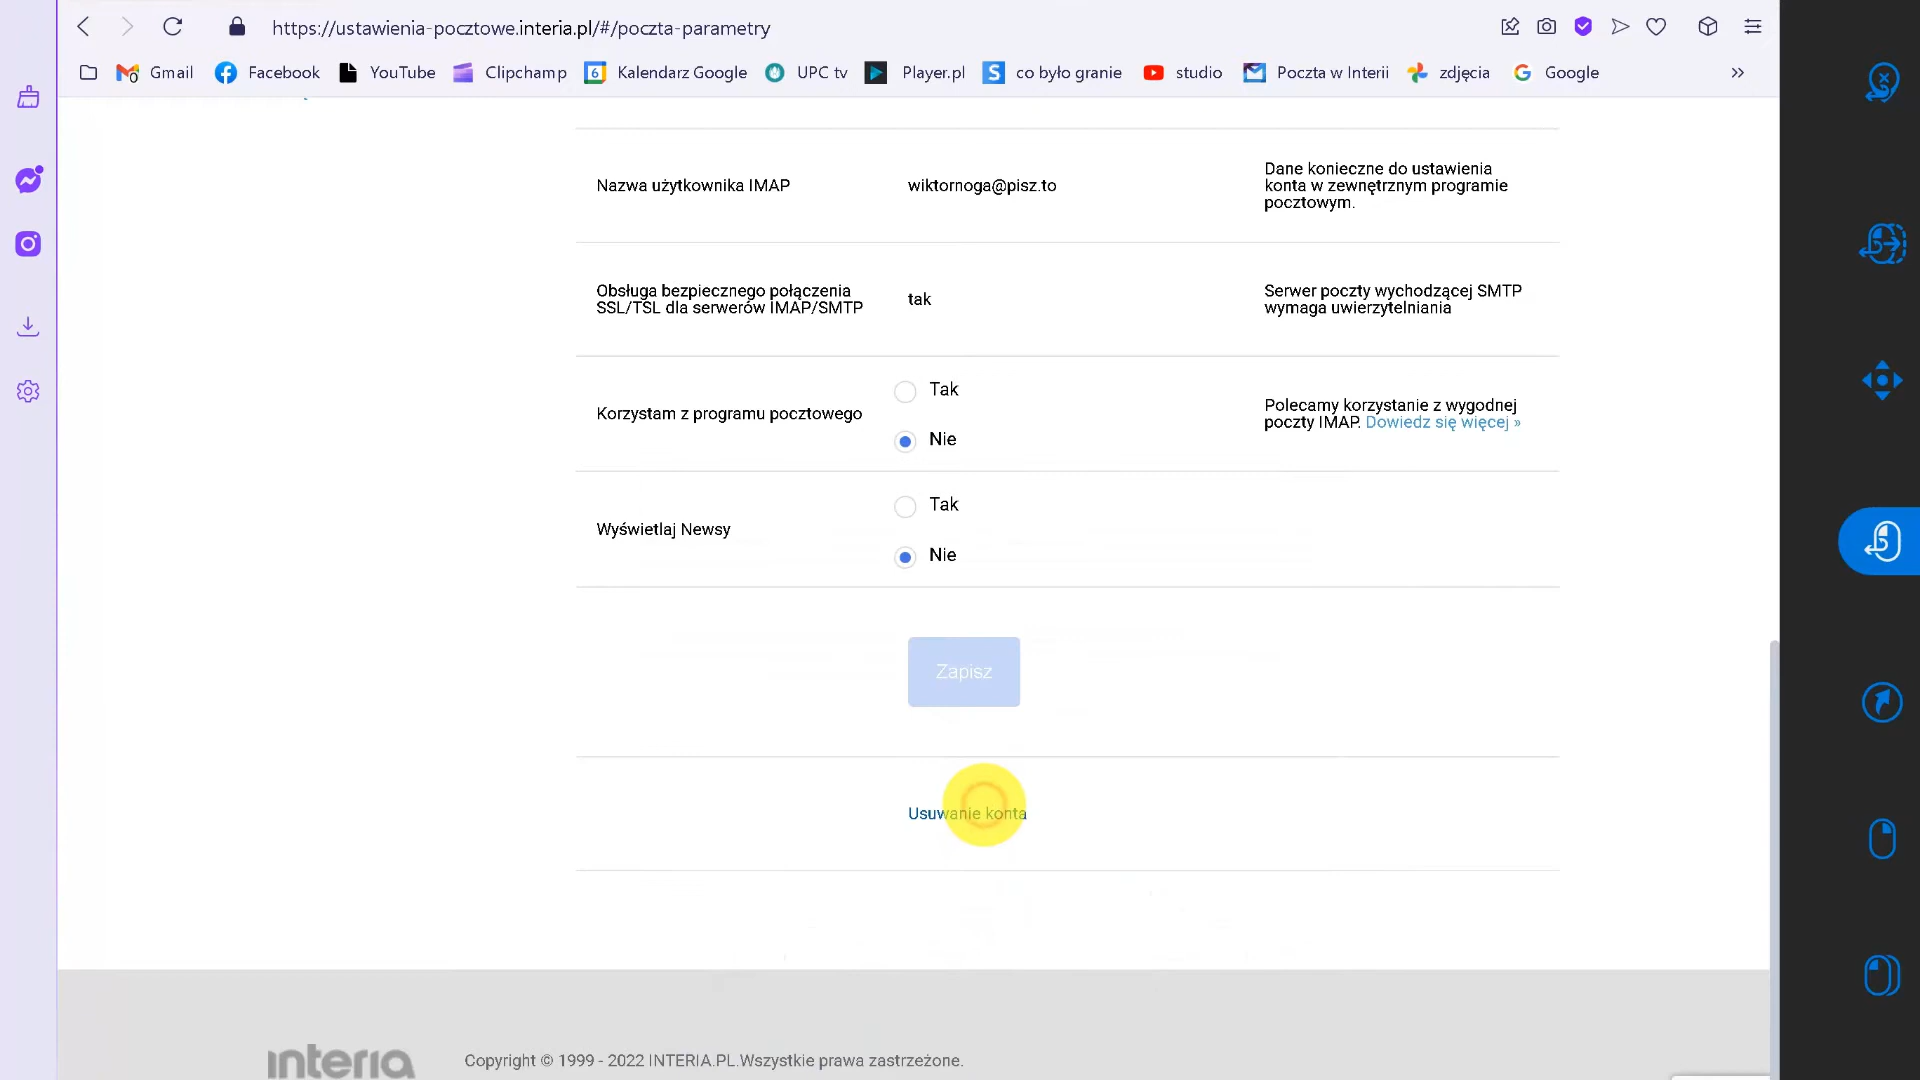 https://ustawienia-pocztowe.interia.pl/#/poczta-parametry
Gmail Facebook YouTube Clipchamp 6 Kalendarz Google UPC tv Player.pl S co było granie studio Poczta w Interii zdjęcia Google »
Nazwa użytkownika IMAP
wiktornoga@pisz.to
Dane konieczne do ustawienia
konta w zewnętrznym programie
pocztowym.
Obsługa bezpiecznego połączenia
SSL/TSL dla serwerów IMAP/SMTP
tak
Serwer poczty wychodzącej SMTP
wymaga uwierzytelniania
Korzystam z programu pocztowego
Tak
Nie
Polecamy korzystanie z wygodnej
poczty IMAP. Dowiedz się więcej »
Wyświetlaj Newsy
Tak
Nie
Zapisz
Usuwanie konta
interia
Copyright © 1999 - 2022 INTERIA.PL.Wszystkie prawa zastrzeżone.